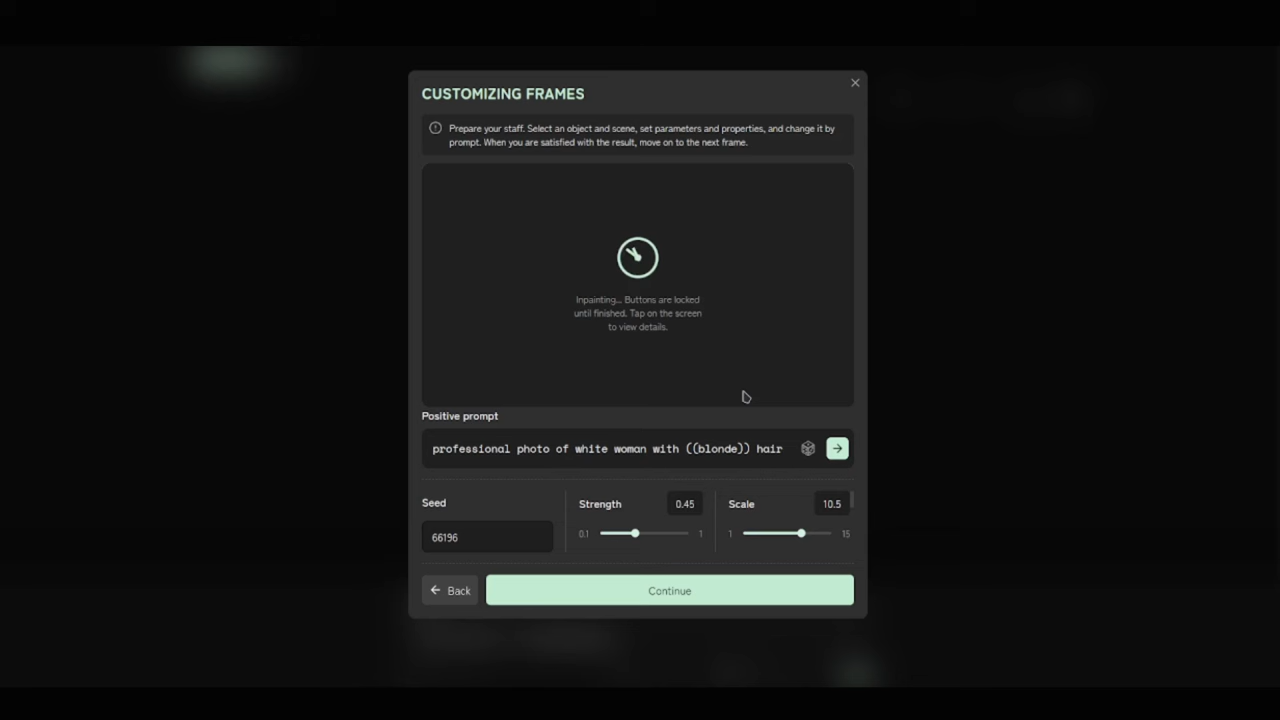 CUSTOMIZING FRAMES
Prepare your staff. Select an object and scene, set parameters and properties, and change it by
prompt. When you are satisfied with the result, move on to the next frame.
Inpainting... Buttons are locked
until finished. Tap on the screen
to view details.
Positive prompt
professional photo of white woman with ((blonde)) hair
Seed
Strength
0.45
Scale
10.5
66196
0.1
1
1
15
Back
Continue